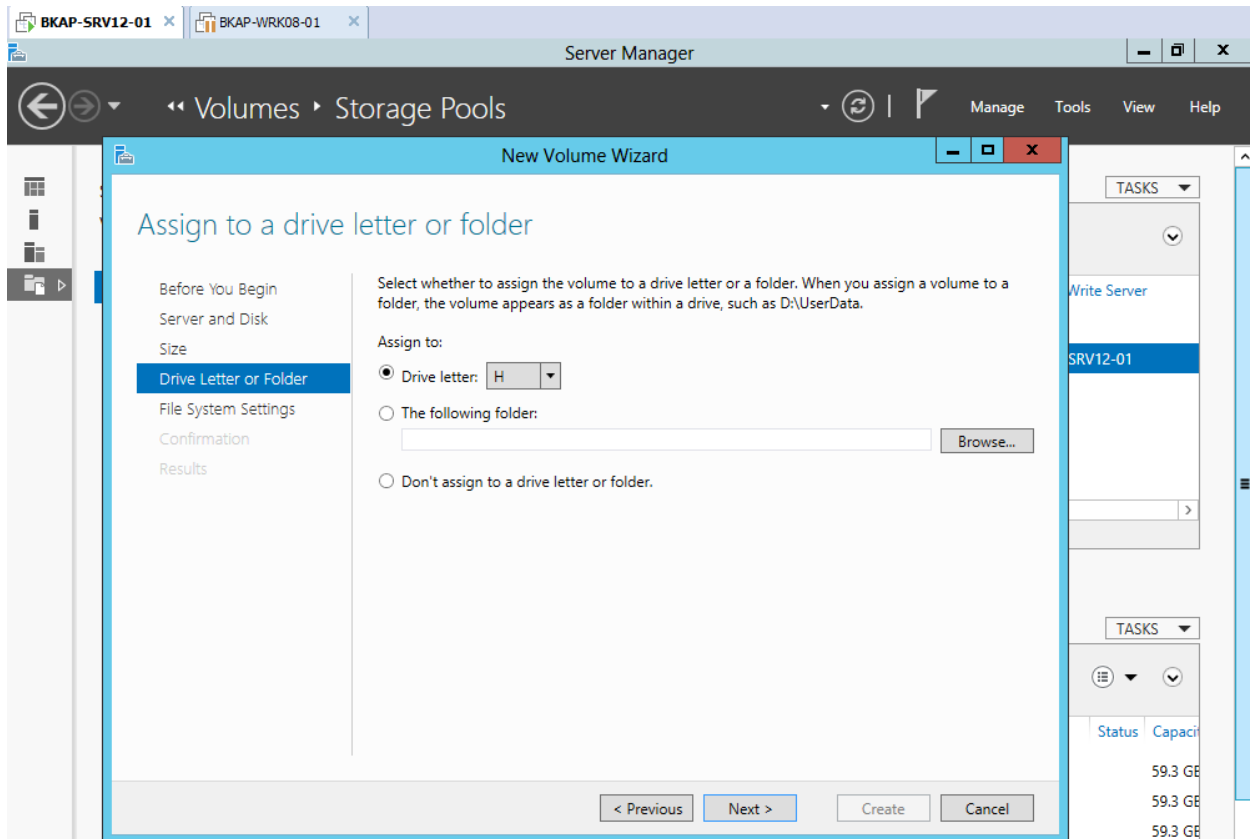 BKAP-SRV12-01
BKAP-WRK08-01
Server Manager
Volumes
Storage Pools
Manage
Tools
View
Help
New Volume Wizard
TASKS
Assign to a drive letter or folder
Before You Begin
Server and Disk
Size
Drive Letter or Folder
File System Settings
Confirmation
Results
Select whether to assign the volume to a drive letter or a folder. When you assign a volume to a
folder, the volume appears as a folder within a drive, such as D:\UserData.
Assign to:
Drive letter: H
The following folder:
Browse...
Don't assign to a drive letter or folder.
< Previous
Next >
Create
Cancel
Write Server
SRV12-01
TASKS
Status
59.3 GB
59.3 GB
59.3 GB